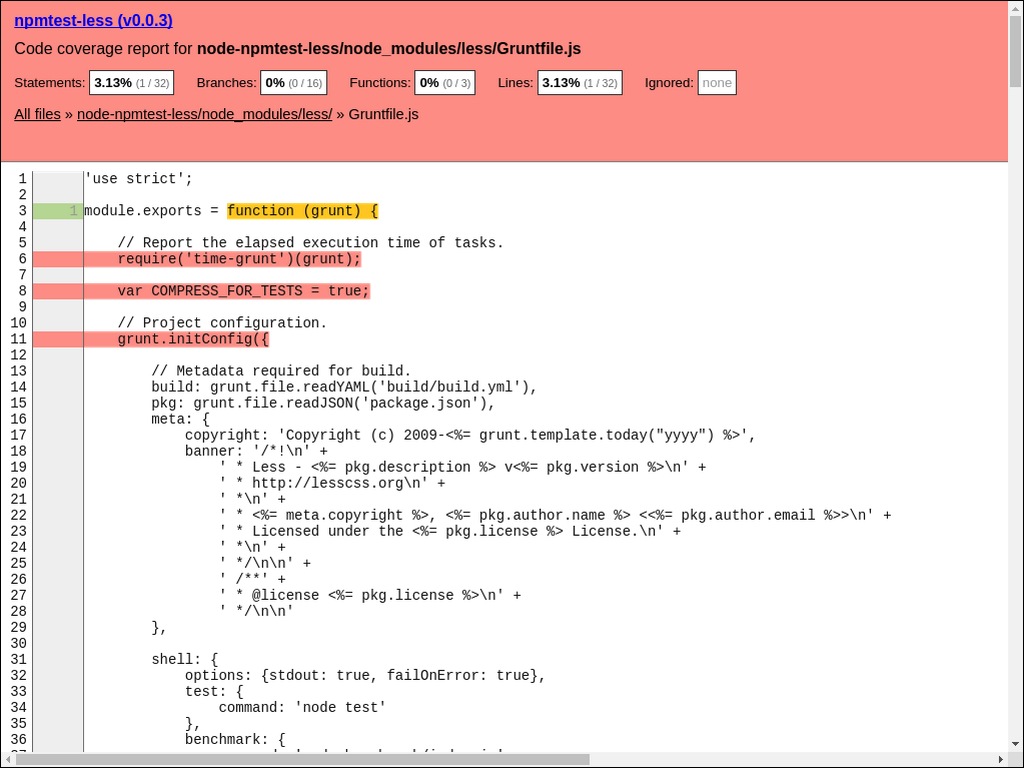 npmtest-less (v0.0.3)
Code coverage report for node-npmtest-less/node_modules/less/Gruntfile.js
Statements: 3.13% (1 / 32) Branches: 0% (0 / 16) Functions: 0% (0 / 3) Lines: 3.13% (1 / 32) Ignored: none
All files » node-npmtest-less/node_modules/less/ » Gruntfile.js
1 'use strict';
2
3 1 module.exports = function (grunt) {
4
5 // Report the elapsed execution time of tasks.
6 require('time-grunt')(grunt);
7
8 var COMPRESS_FOR_TESTS = true;
9
10 // Project configuration.
11 grunt.initConfig({
12
13 // Metadata required for build.
14 build: grunt.file.readYAML('build/build.yml'),
15 pkg: grunt.file.readJSON('package.json'),
16 meta: {
17 copyright: 'Copyright (c) 2009-<%= grunt.template.today("yyyy") %>',
18 banner: '/*!\n' +
19 ' * Less - <%= pkg.description %> v<%= pkg.version %>\n' +
20 ' * http://lesscss.org\n' +
21 ' *\n' +
22 ' * <%= meta.copyright %>, <%= pkg.author.name %> <<%= pkg.author.email %>>\n' +
23 ' * Licensed under the <%= pkg.license %> License.\n' +
24 ' *\n' +
25 ' */\n\n' +
26 ' /**' +
27 ' * @license <%= pkg.license %>\n' +
28 ' */\n\n'
29 },
30
31 shell: {
32 options: {stdout: true, failOnError: true},
33 test: {
34 command: 'node test'
35 },
36 benchmark: {